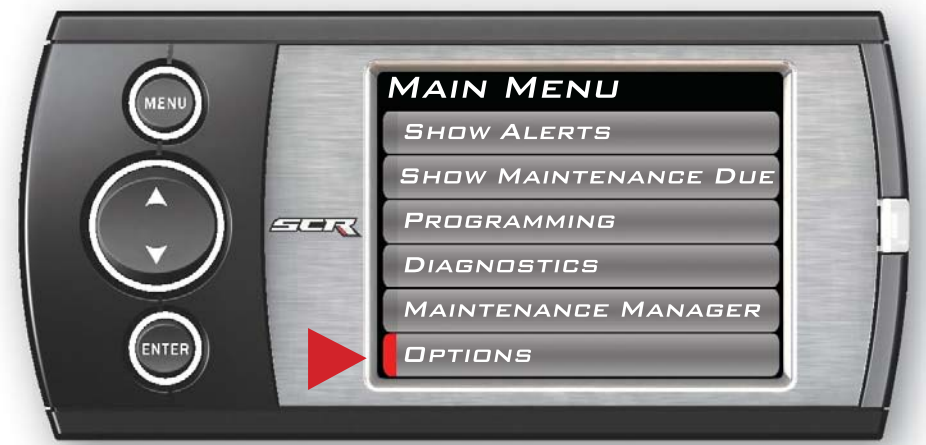 MENU
ENTER
SCR
MAIN MENU
SHOW ALERTS
SHOW MAINTENANCE DUE
PROGRAMMING
DIAGNOSTICS
MAINTENANCE MANAGER
OPTIONS